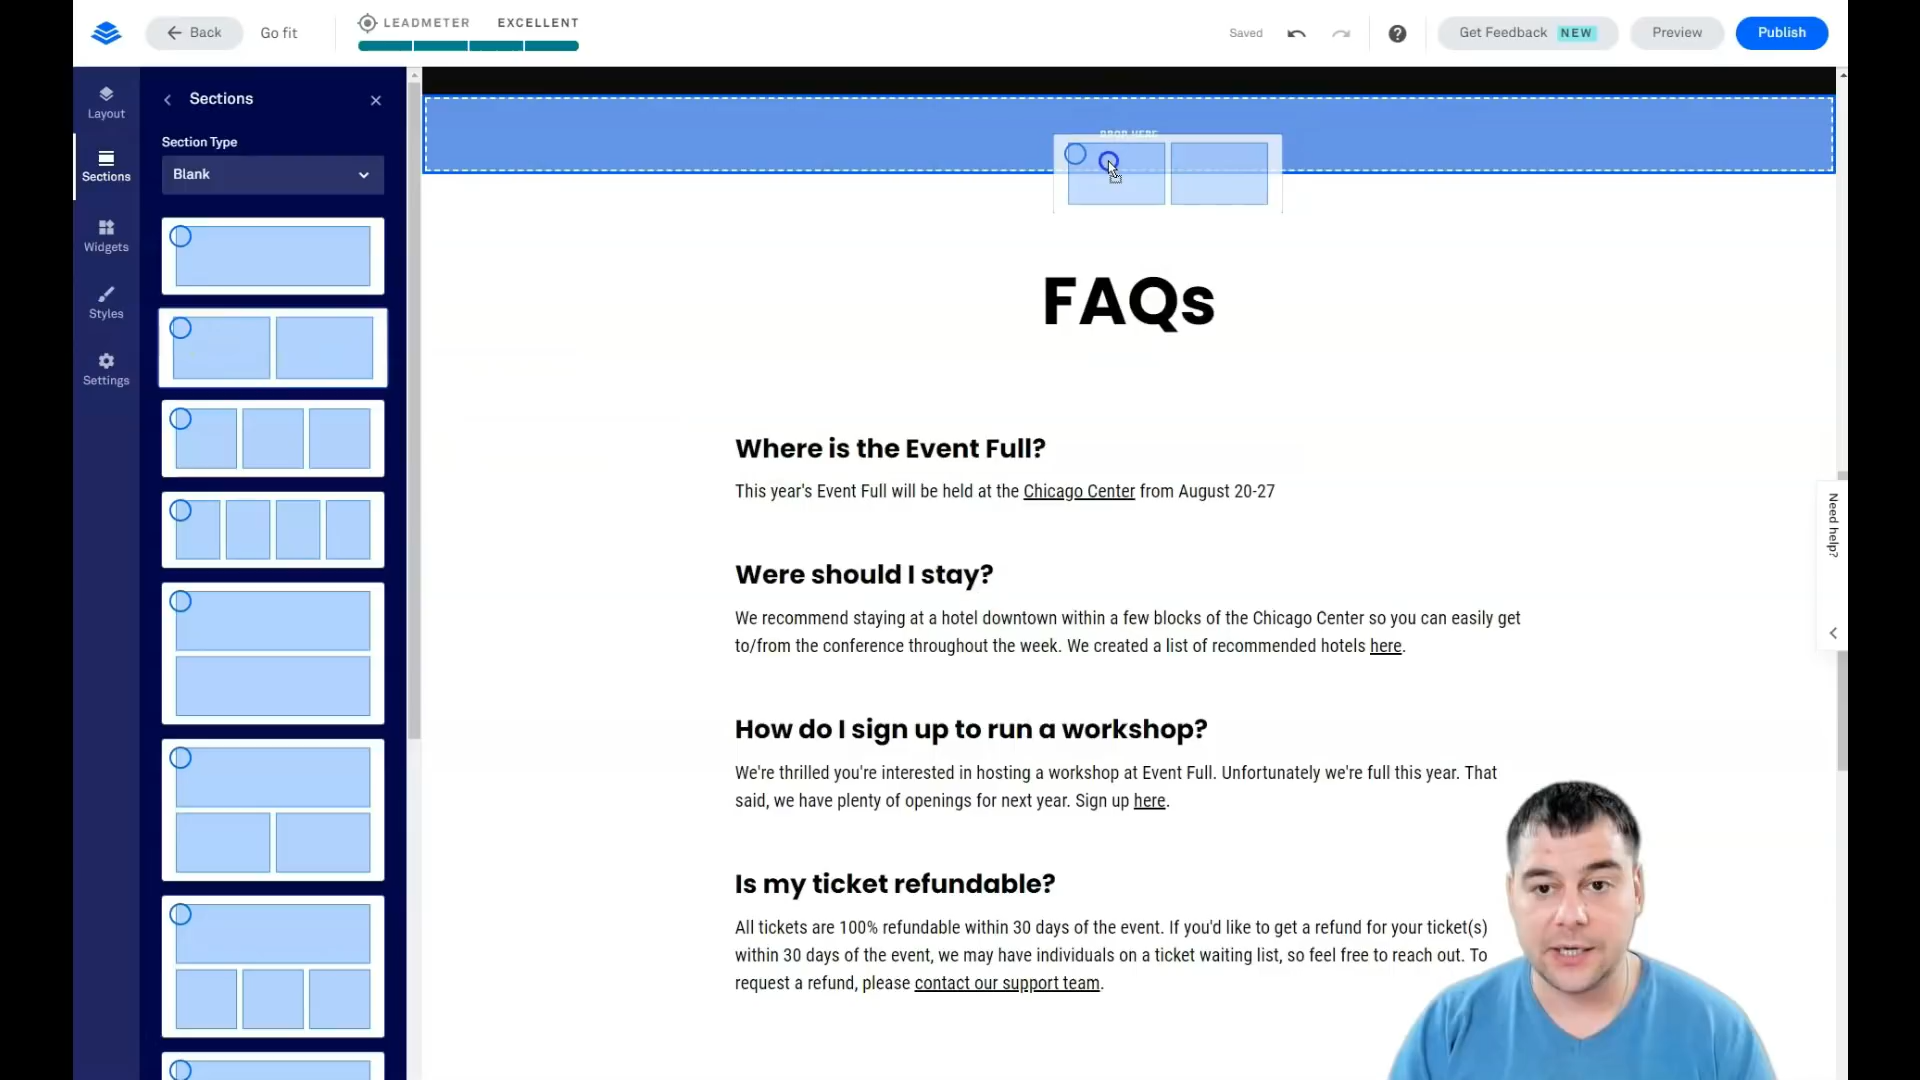 Back
Go fit
LEADMETER EXCELLENT
Saved
Get Feedback NEW
Preview
Publish
Layout
Sections
Widgets
Styles
Settings
Sections
Section Type
Blank
DROP HERE
FAQs
Where is the Event Full?
This year's Event Full will be held at the Chicago Center from August 20-27
Were should I stay?
We recommend staying at a hotel downtown within a few blocks of the Chicago Center so you can easily get
to/from the conference throughout the week. We created a list of recommended hotels here.
How do I sign up to run a workshop?
We're thrilled you're interested in hosting a workshop at Event Full. Unfortunately we're full this year. That
said, we have plenty of openings for next year. Sign up here.
Is my ticket refundable?
All tickets are 100% refundable within 30 days of the event. If you'd like to get a refund for your ticket(s)
within 30 days of the event, we may have individuals on a ticket waiting list, so feel free to reach out. To
request a refund, please contact our support team.
Need help?